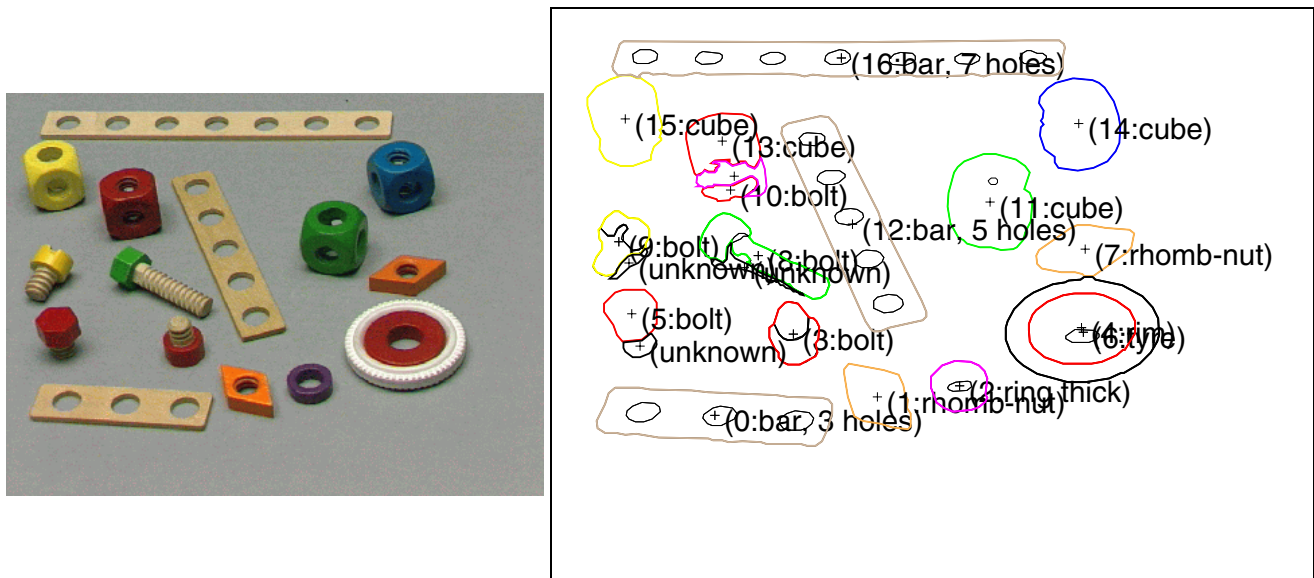 (16:bar, 7 holes)
(15:cube)
(14:cube)
(13:cube)
(10:bolt)
(11:cube)
(12:bar, 5 holes)
(9:bolt)
(8:bolt)
(7:rhomb-nut)
(unknown)
(unknown)
(5:bolt)
(4:rim)
(6:tyre)
(3:bolt)
(unknown)
(2:ring thick)
(1:rhomb-nut)
(0:bar, 3 holes)